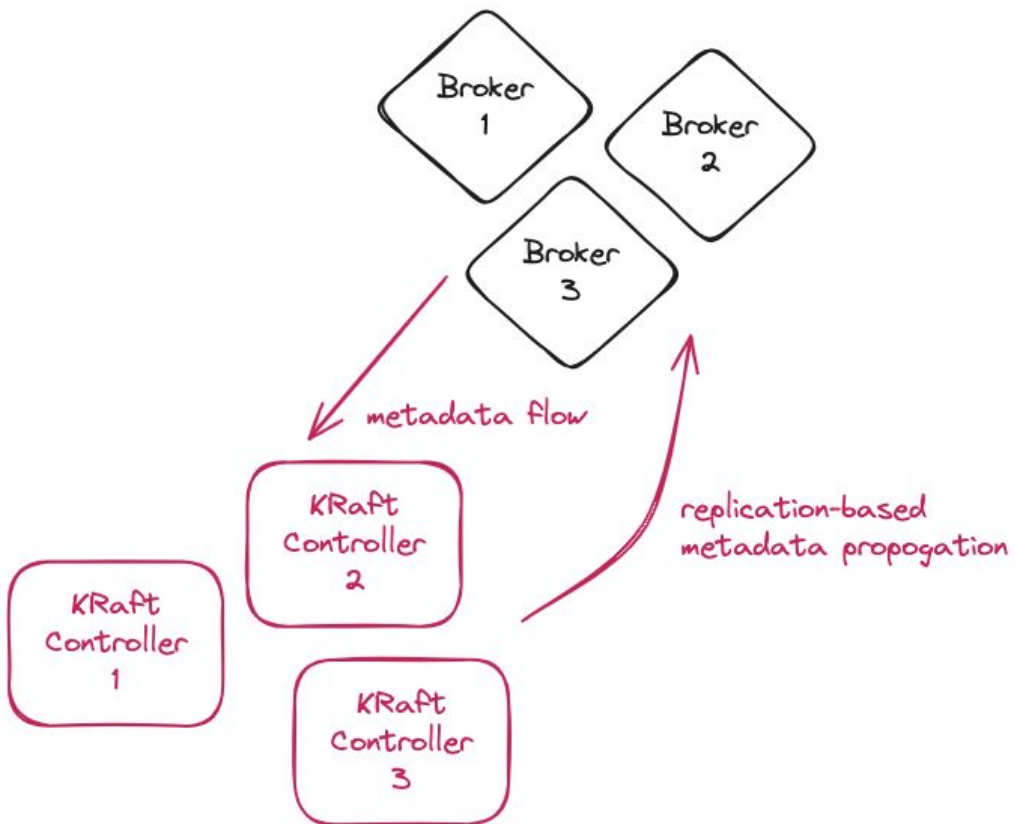 Broker
1
Broker
2
Broker
3
metadata flow
KRaft
Controller
2
replication-based
metadata propogation
KRaft
Controller
1
KRaft
Controller
3